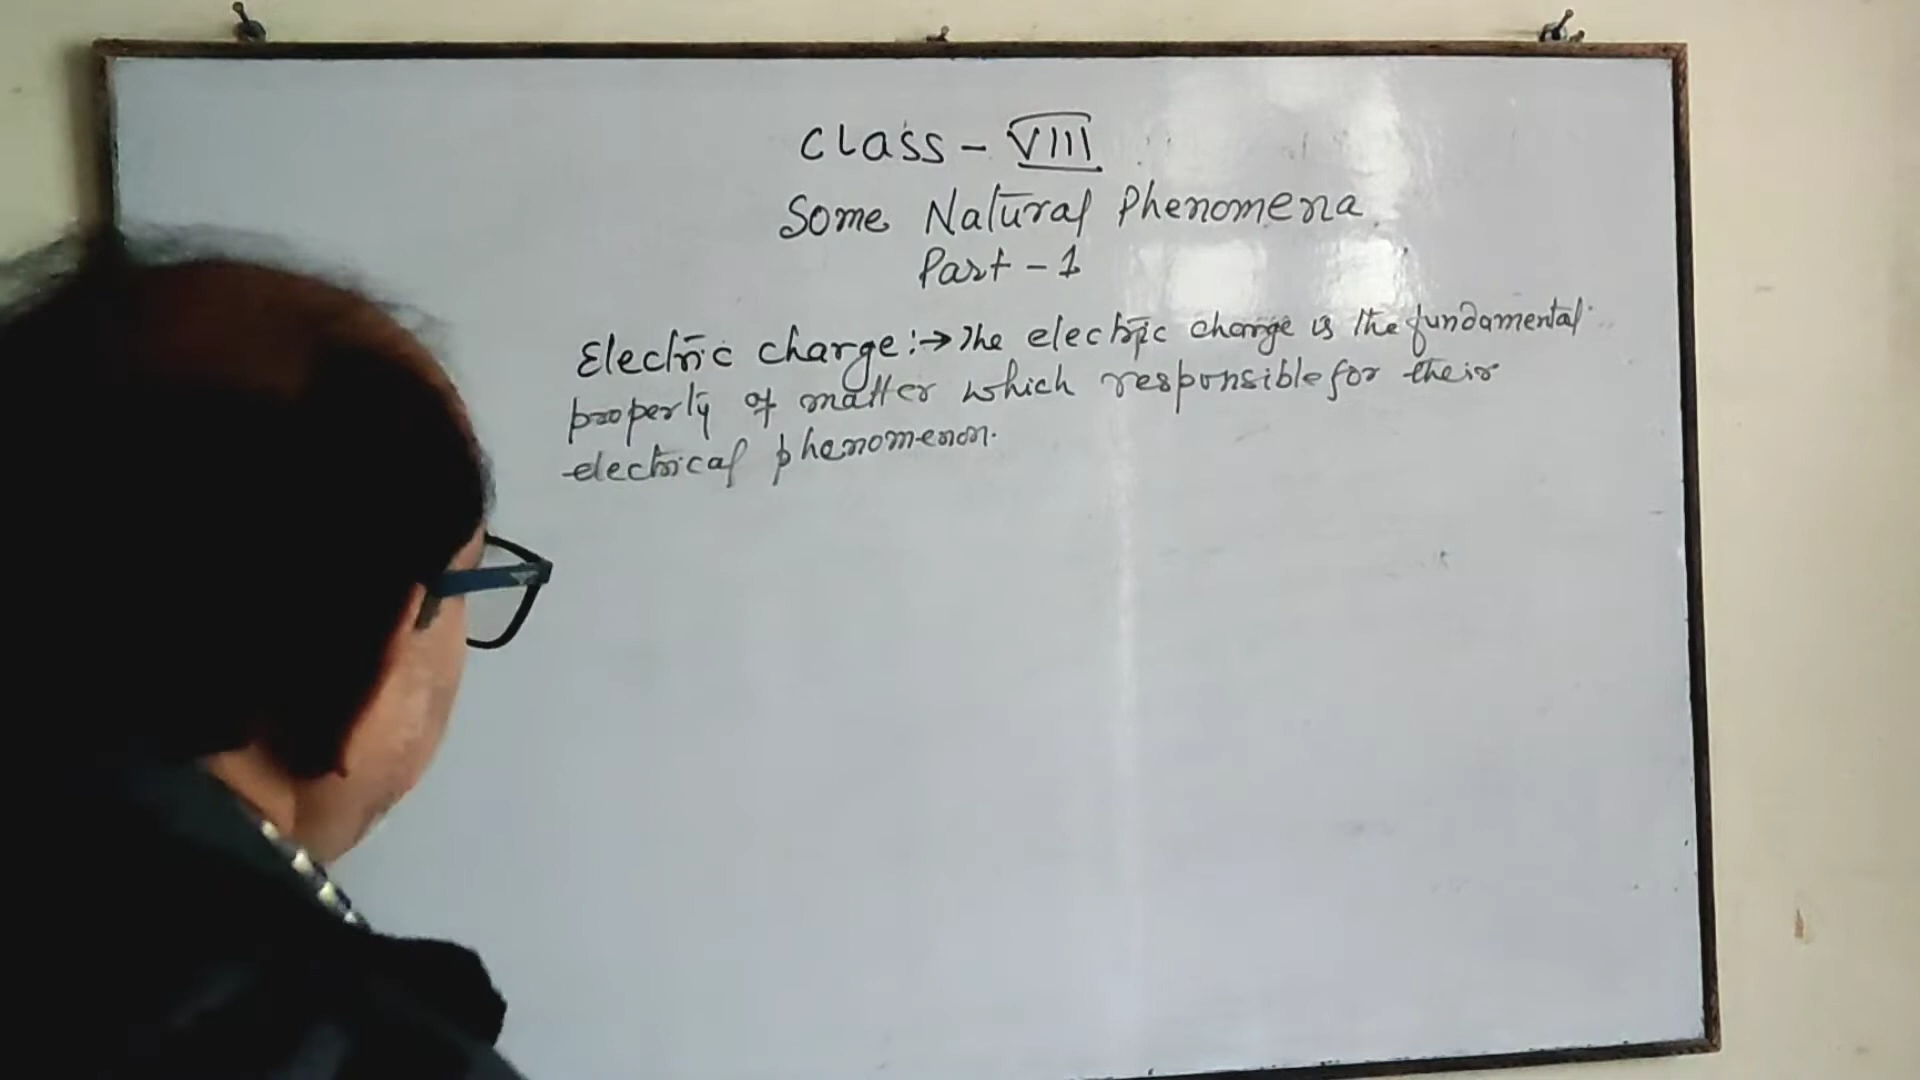 Class - VIII
Some Natural Phenomena
Part - 1
Electric charge :→ The electric charge is the fundamental
property of matter which responsible for their
electrical phenomenon.